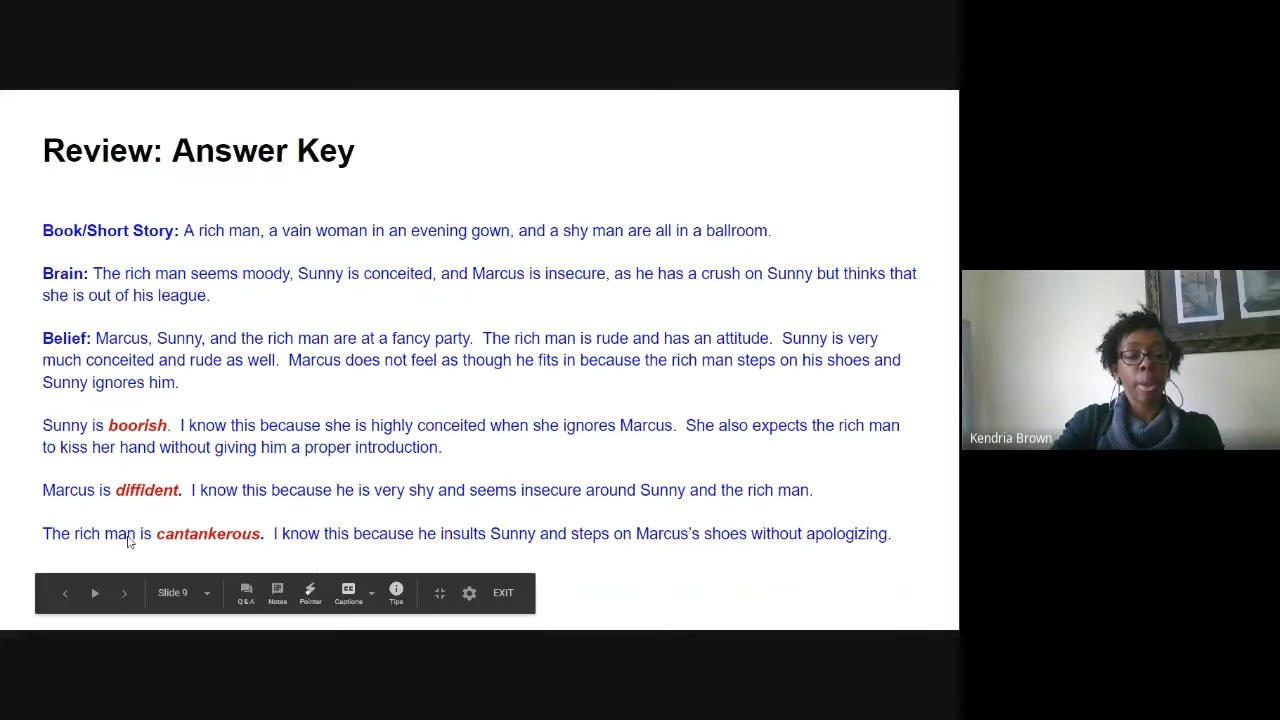 Review: Answer Key
Book/Short Story: A rich man, a vain woman in an evening gown, and a shy man are all in a ballroom.
Brain: The rich man seems moody, Sunny is conceited, and Marcus is insecure, as he has a crush on Sunny but thinks that
she is out of his league.
Belief: Marcus, Sunny, and the rich man are at a fancy party.  The rich man is rude and has an attitude.  Sunny is very
much conceited and rude as well.  Marcus does not feel as though he fits in because the rich man steps on his shoes and
Sunny ignores him.
Sunny is boorish.  I know this because she is highly conceited when she ignores Marcus.  She also expects the rich man
to kiss her hand without giving him a proper introduction.
Marcus is diffident.  I know this because he is very shy and seems insecure around Sunny and the rich man.
The rich man is cantankerous.  I know this because he insults Sunny and steps on Marcus's shoes without apologizing.
Slide 9
Q & A
Notes
Pointer
CC
Captions
Tips
EXIT
Kendria Brown